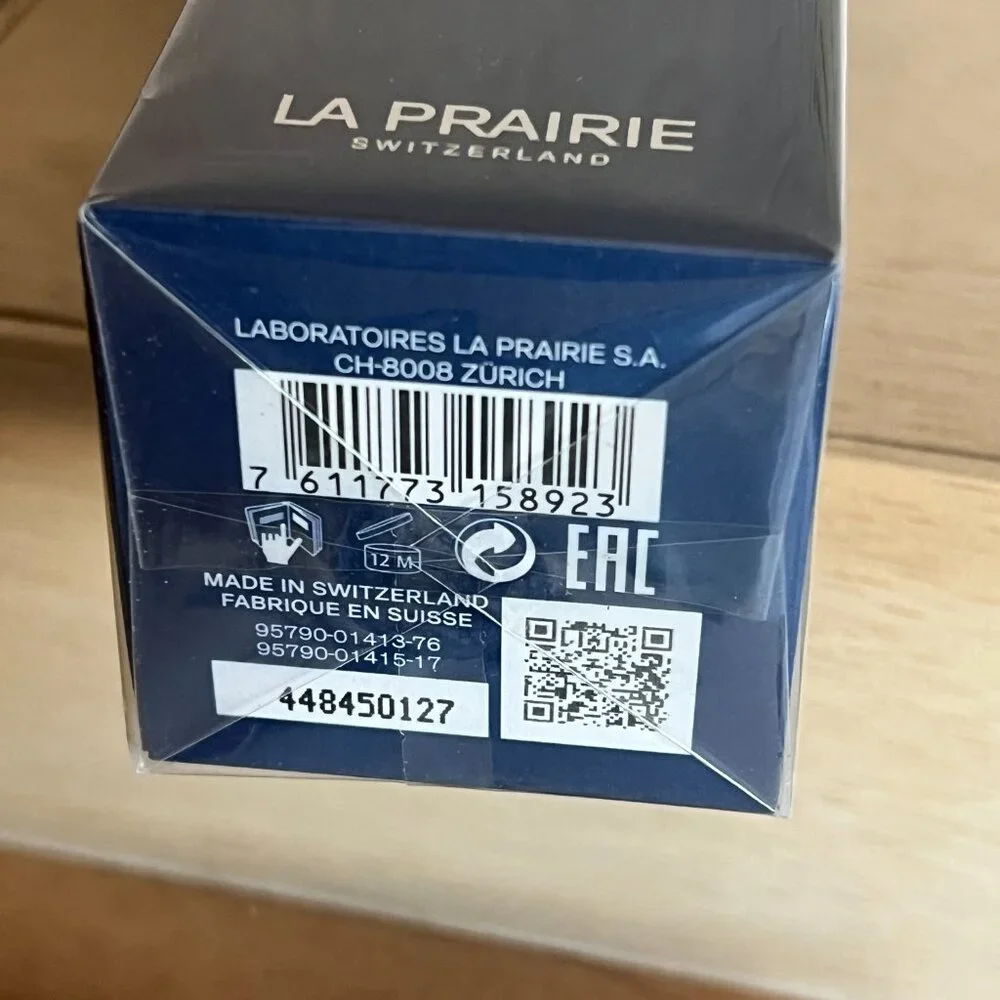 LA PRAIRIE
SWITZERLAND
LABORATOIRES LA PRAIRIE S.A.
CH-8008 ZÜRICH
7 611773 158923
12 M
EAC
MADE IN SWITZERLAND
FABRIQUE EN SUISSE
95790-01413-76
95790-01415-17
448450127